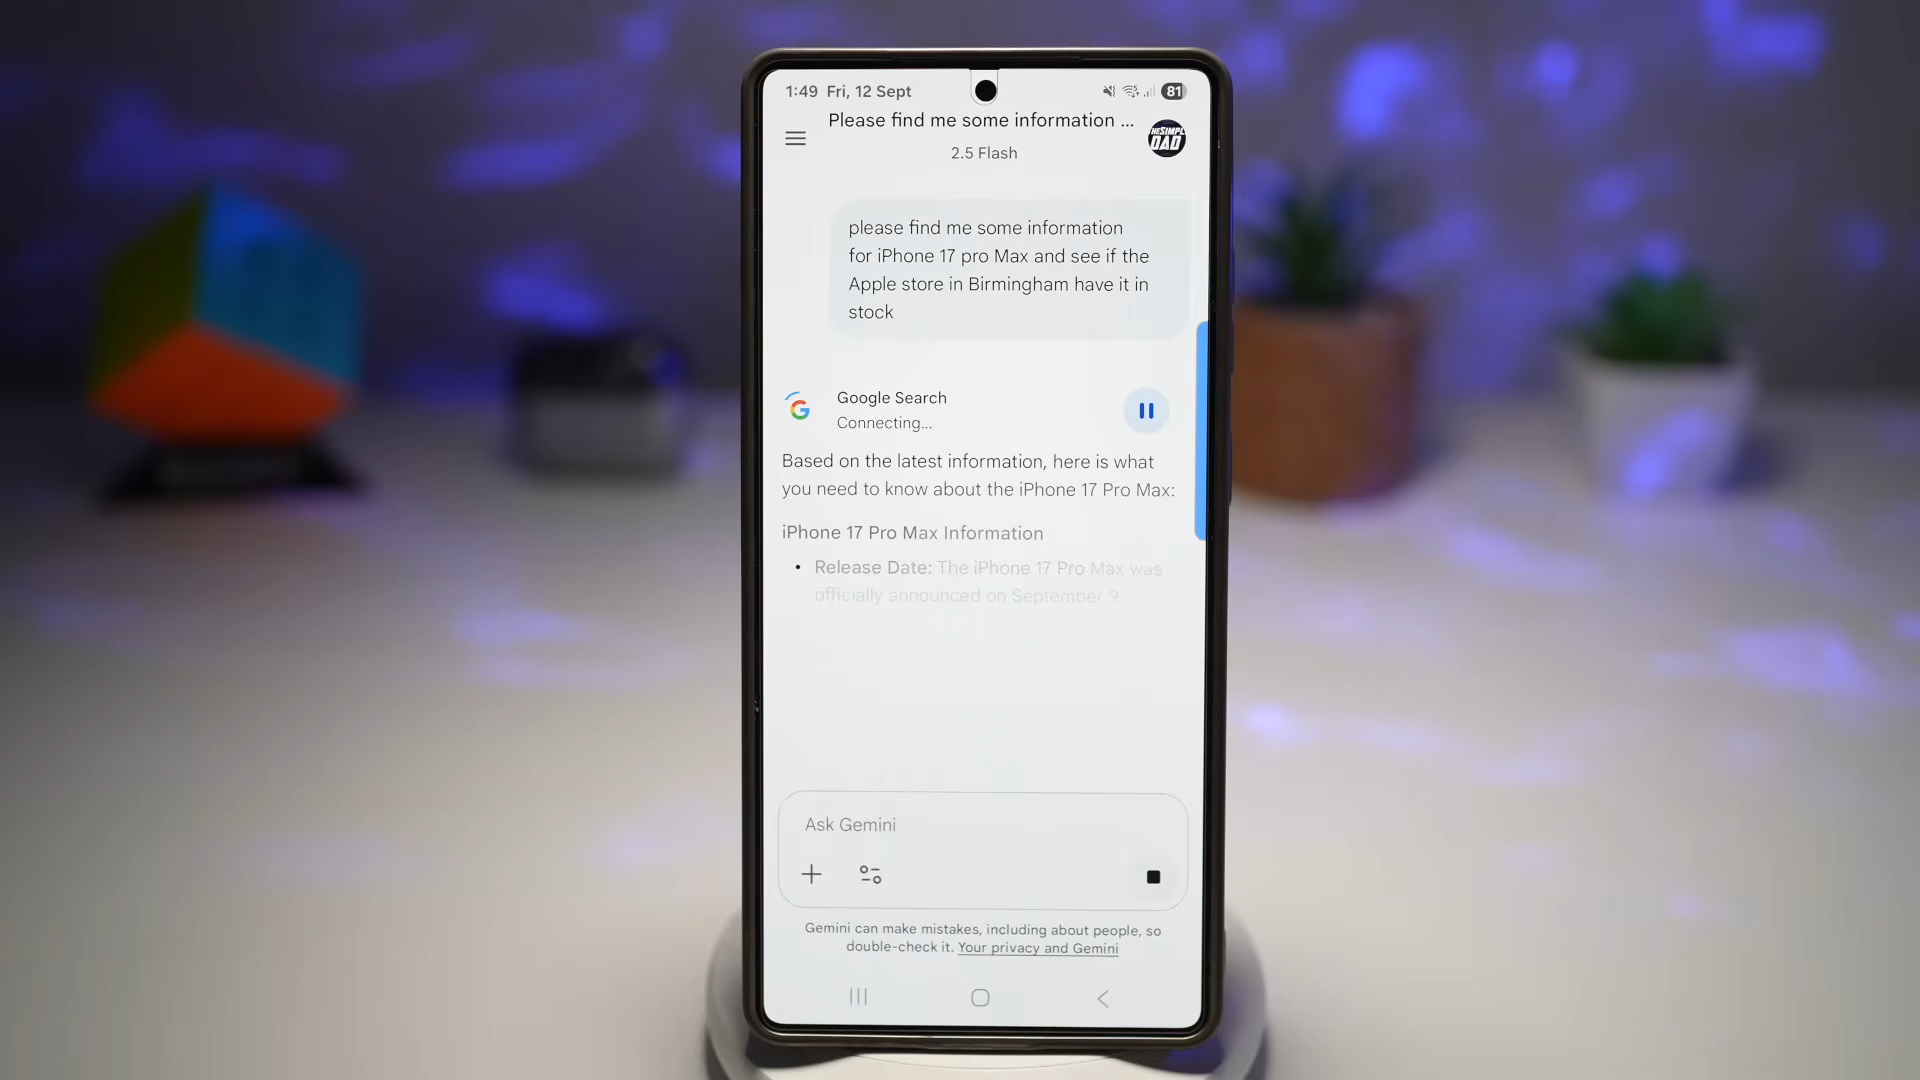 1:49 Fri, 12 Sept
81
Please find me some information ...
2.5 Flash
HESIMPL
DAD
please find me some information
for iPhone 17 pro Max and see if the
Apple store in Birmingham have it in
stock
Google Search
Connecting...
Based on the latest information, here is what
you need to know about the iPhone 17 Pro Max:
iPhone 17 Pro Max Information
• Release Date: The iPhone 17 Pro Max was
officially announced on September 9
Ask Gemini
Gemini can make mistakes, including about people, so
double-check it. Your privacy and Gemini